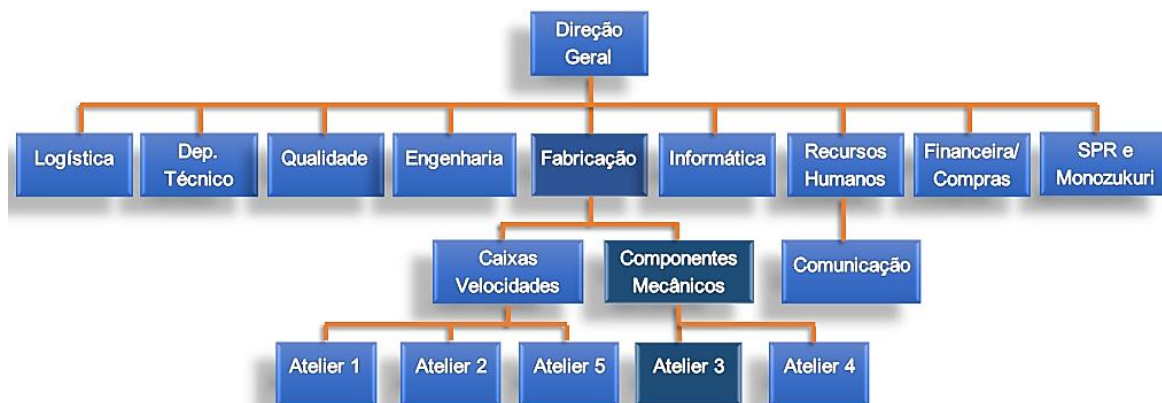 Direção
Geral
Logística
Dep.
Técnico
Qualidade
Engenharia
Fabricação
Informática
Recursos
Humanos
Financeira/
Compras
SPR e
Monozukuri
Caixas
Velocidades
Componentes
Mecânicos
Comunicação
Atelier 1
Atelier 2
Atelier 5
Atelier 3
Atelier 4